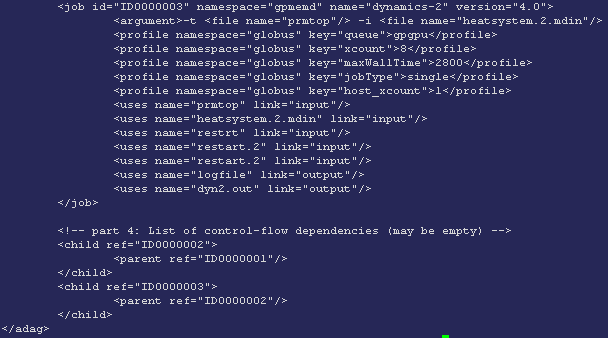 <job id="ID0000003" namespace="gpmemd" name="dynamics-2" version="4.0">
<argument>-t <file name="prmtop"/> -i <file name="heatsystem.2.mdin"/>
<profile namespace="globus" key="queue">gpgpu</profile>
<profile namespace="globus" key="xcount">8</profile>
<profile namespace="globus" key="maxWallTime">2800</profile>
<profile namespace="globus" key="jobType">single</profile>
<profile namespace="globus" key="host_xcount">1</profile>
<uses name="prmtop" link="input"/>
<uses name="heatsystem.2.mdin" link="input"/>
<uses name="restrt" link="input"/>
<uses name="restart.2" link="input"/>
<uses name="restart.2" link="input"/>
<uses name="logfile" link="output"/>
<uses name="dyn2.out" link="output"/>
</job>
<!-- part 4: List of control-flow dependencies (may be empty) -->
<child ref="ID0000002">
<parent ref="ID0000001"/>
</child>
<child ref="ID0000003">
<parent ref="ID0000002"/>
</child>
</adag>